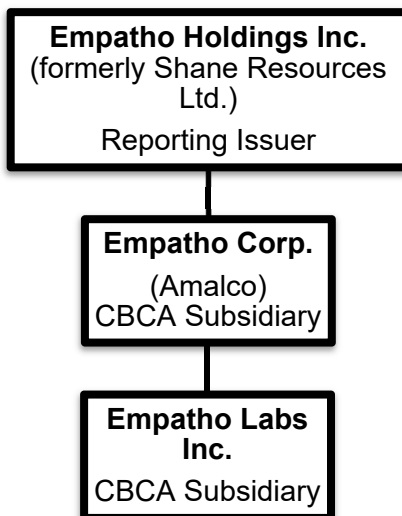 Empatho Holdings Inc.
(formerly Shane Resources
Ltd.)
Reporting Issuer
Empatho Corp.
(Amalco)
CBCA Subsidiary
Empatho Labs
Inc.
CBCA Subsidiary